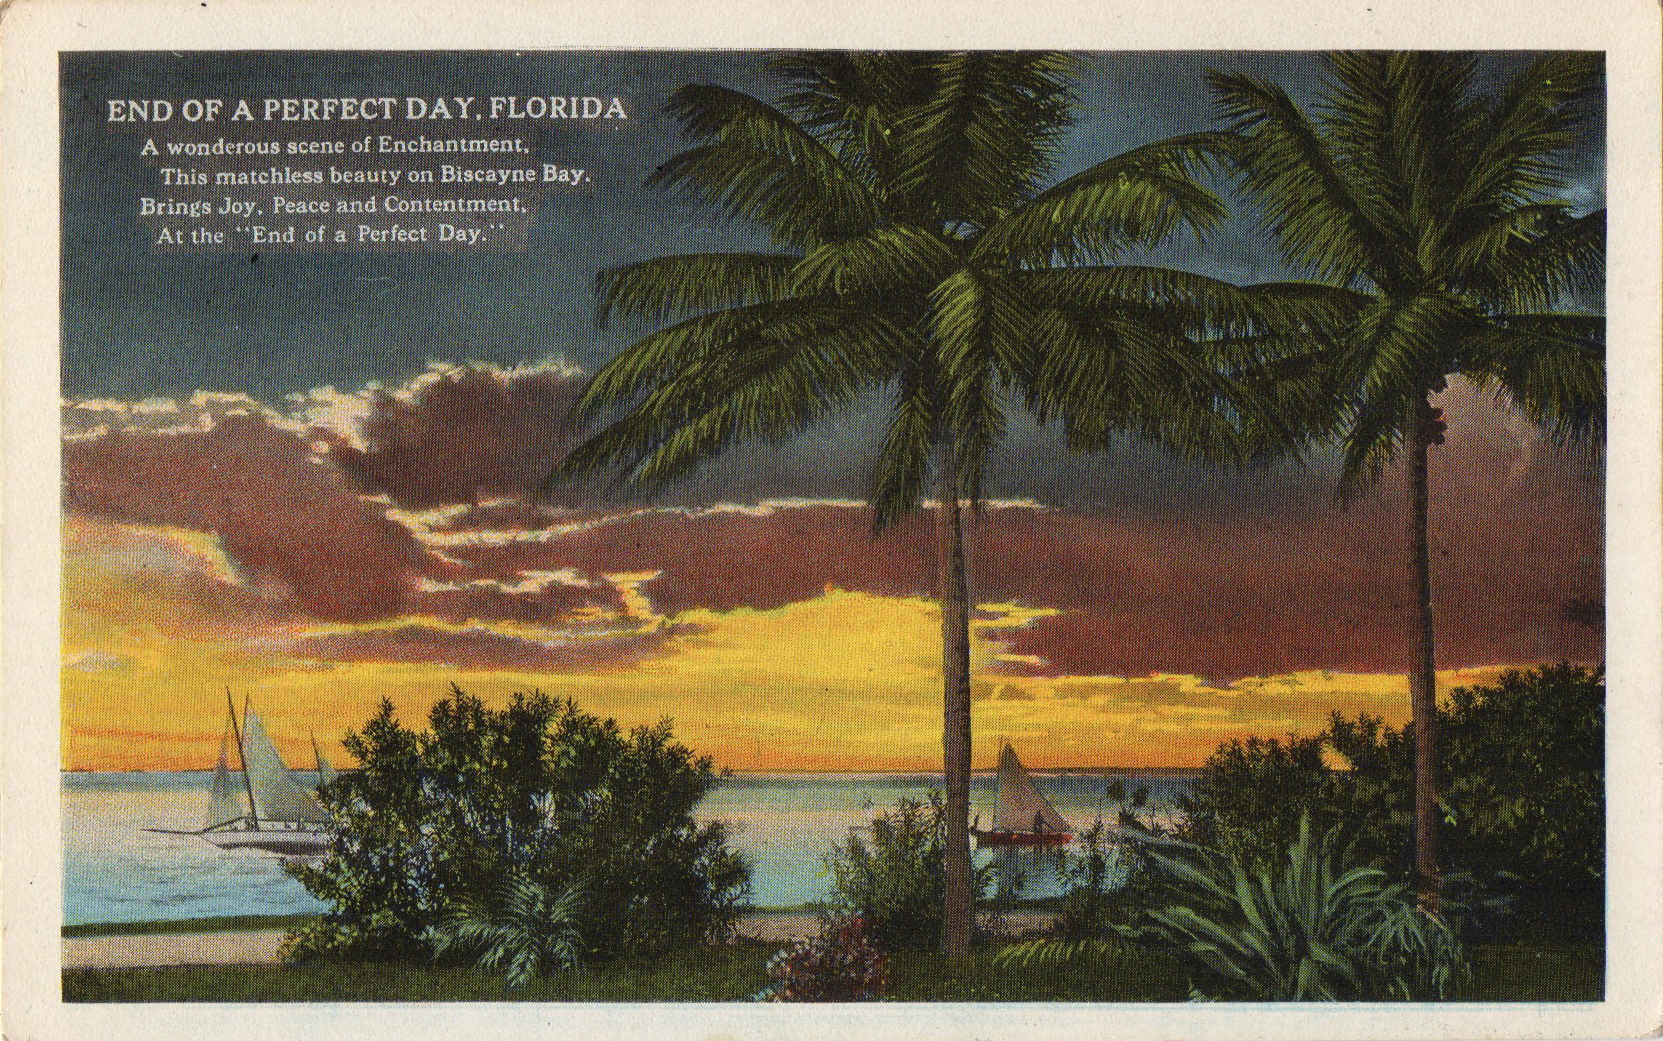 END OF A PERFECT DAY, FLORIDA
A wonderous scene of Enchantment,
This matchless beauty on Biscayne Bay.
Brings Joy, Peace and Contentment,
At the "End of a Perfect Day."